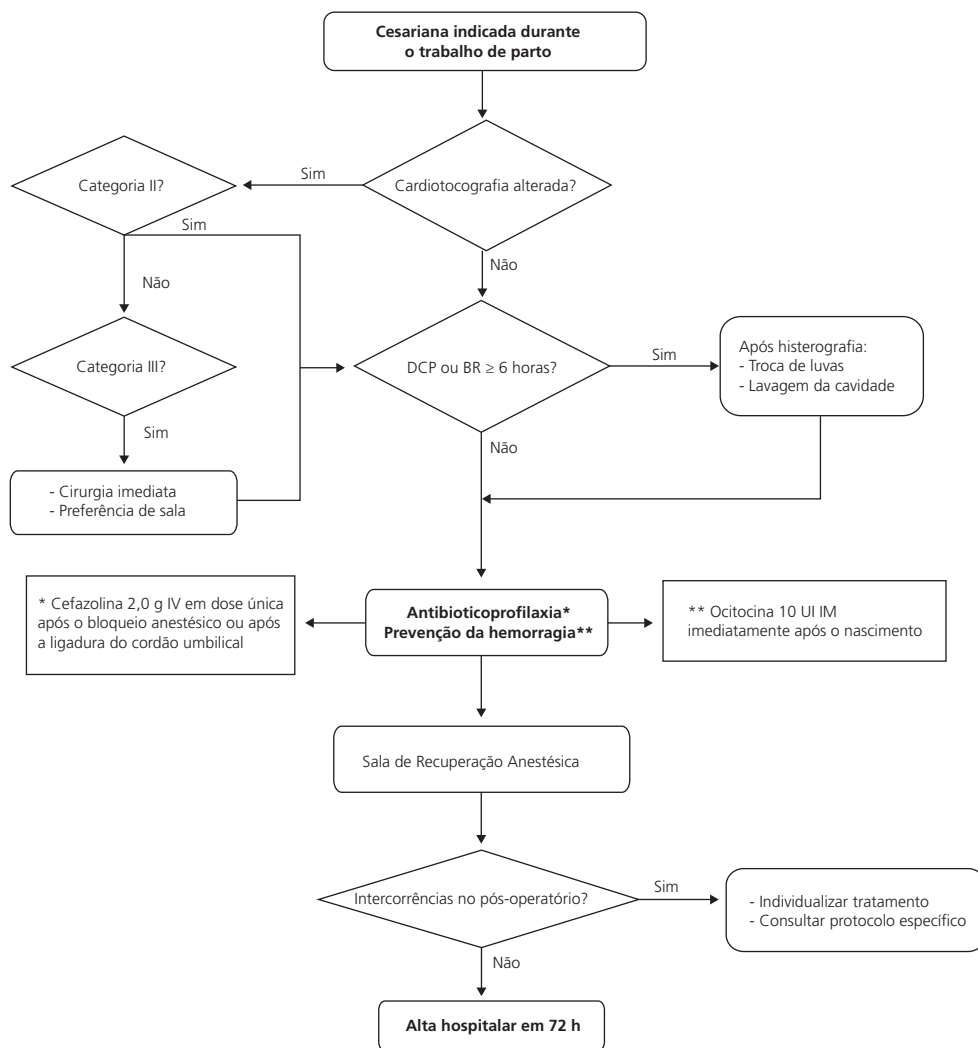 Cesariana indicada durante
o trabalho de parto
Cardiotocografia alterada?
Sim
Categoria II?
Sim
Não
Não
Categoria III?
DCP ou BR ≥ 6 horas?
Sim
Após histerografia:
- Troca de luvas
- Lavagem da cavidade
Sim
Não
- Cirurgia imediata
- Preferência de sala
* Cefazolina 2,0 g IV em dose única
após o bloqueio anestésico ou após
a ligadura do cordão umbilical
Antibioticoprofilaxia*
Prevenção da hemorragia**
** Ocitocina 10 UI IM
imediatamente após o nascimento
Sala de Recuperação Anestésica
Intercorrências no pós-operatório?
Sim
- Individualizar tratamento
- Consultar protocolo específico
Não
Alta hospitalar em 72 h